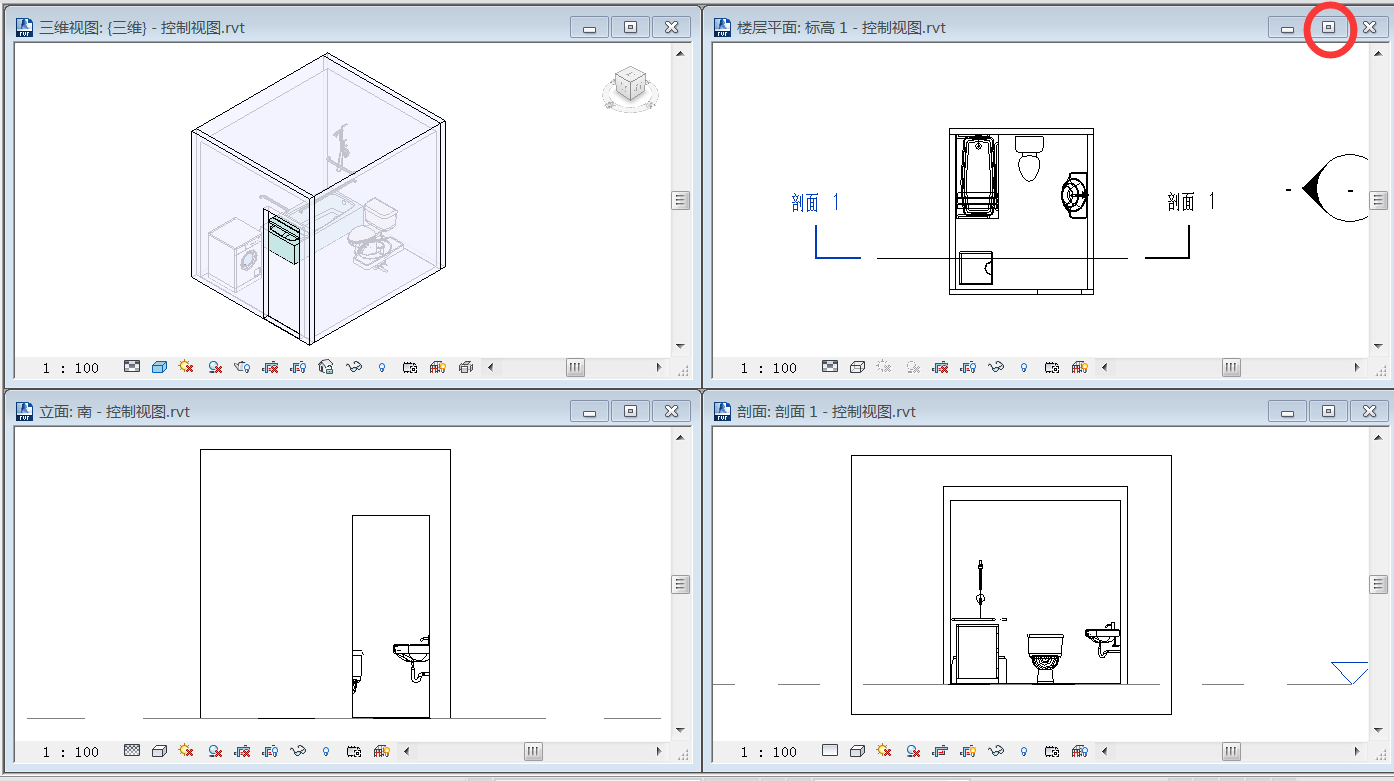 三维视图: {三维} - 控制视图.rvt
楼层平面: 标高 1 - 控制视图.rvt
剖面 1
剖面 1
1 : 100
1 : 100
立面: 南 - 控制视图.rvt
剖面: 剖面 1 - 控制视图.rvt
1 : 100
1 : 100